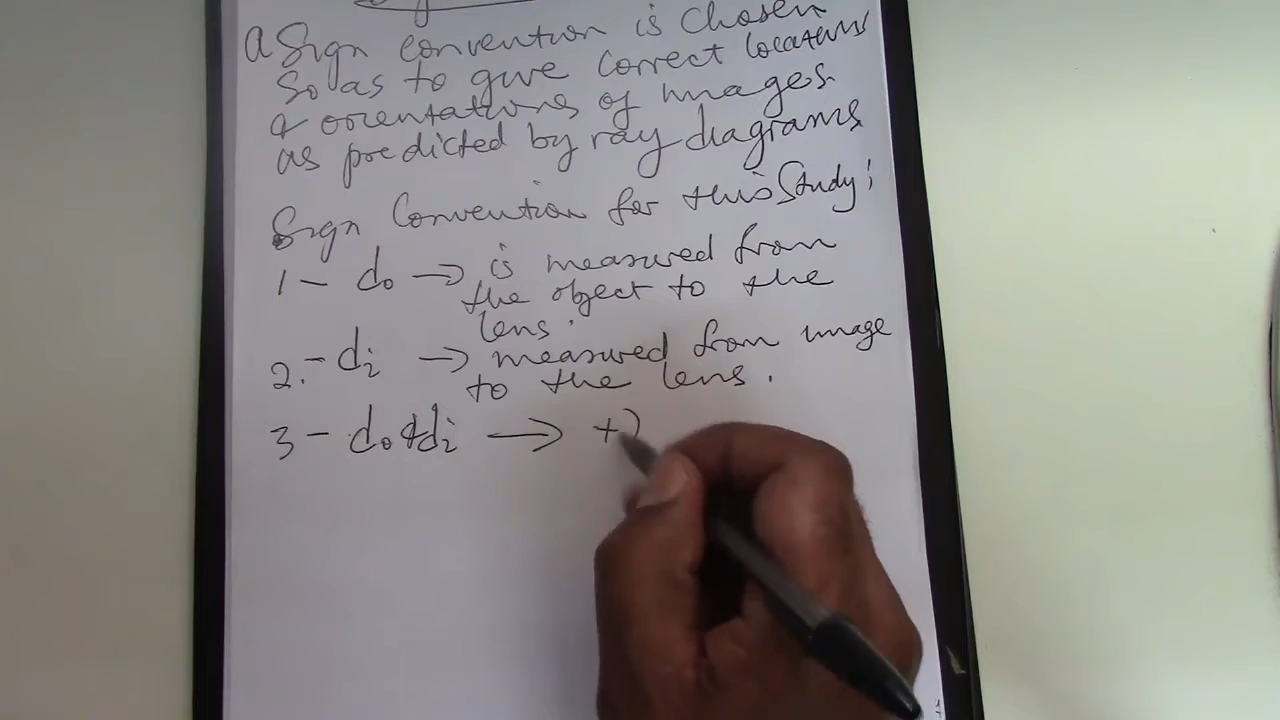 a Sign convention is chosen
so as to give correct locations
& orientations of images
as predicted by ray diagrams
Sign Convention for this Study;
1 - do → is measured from
the object to the
lens.
2. - di → measured from image
to the lens.
3 - do & di → +